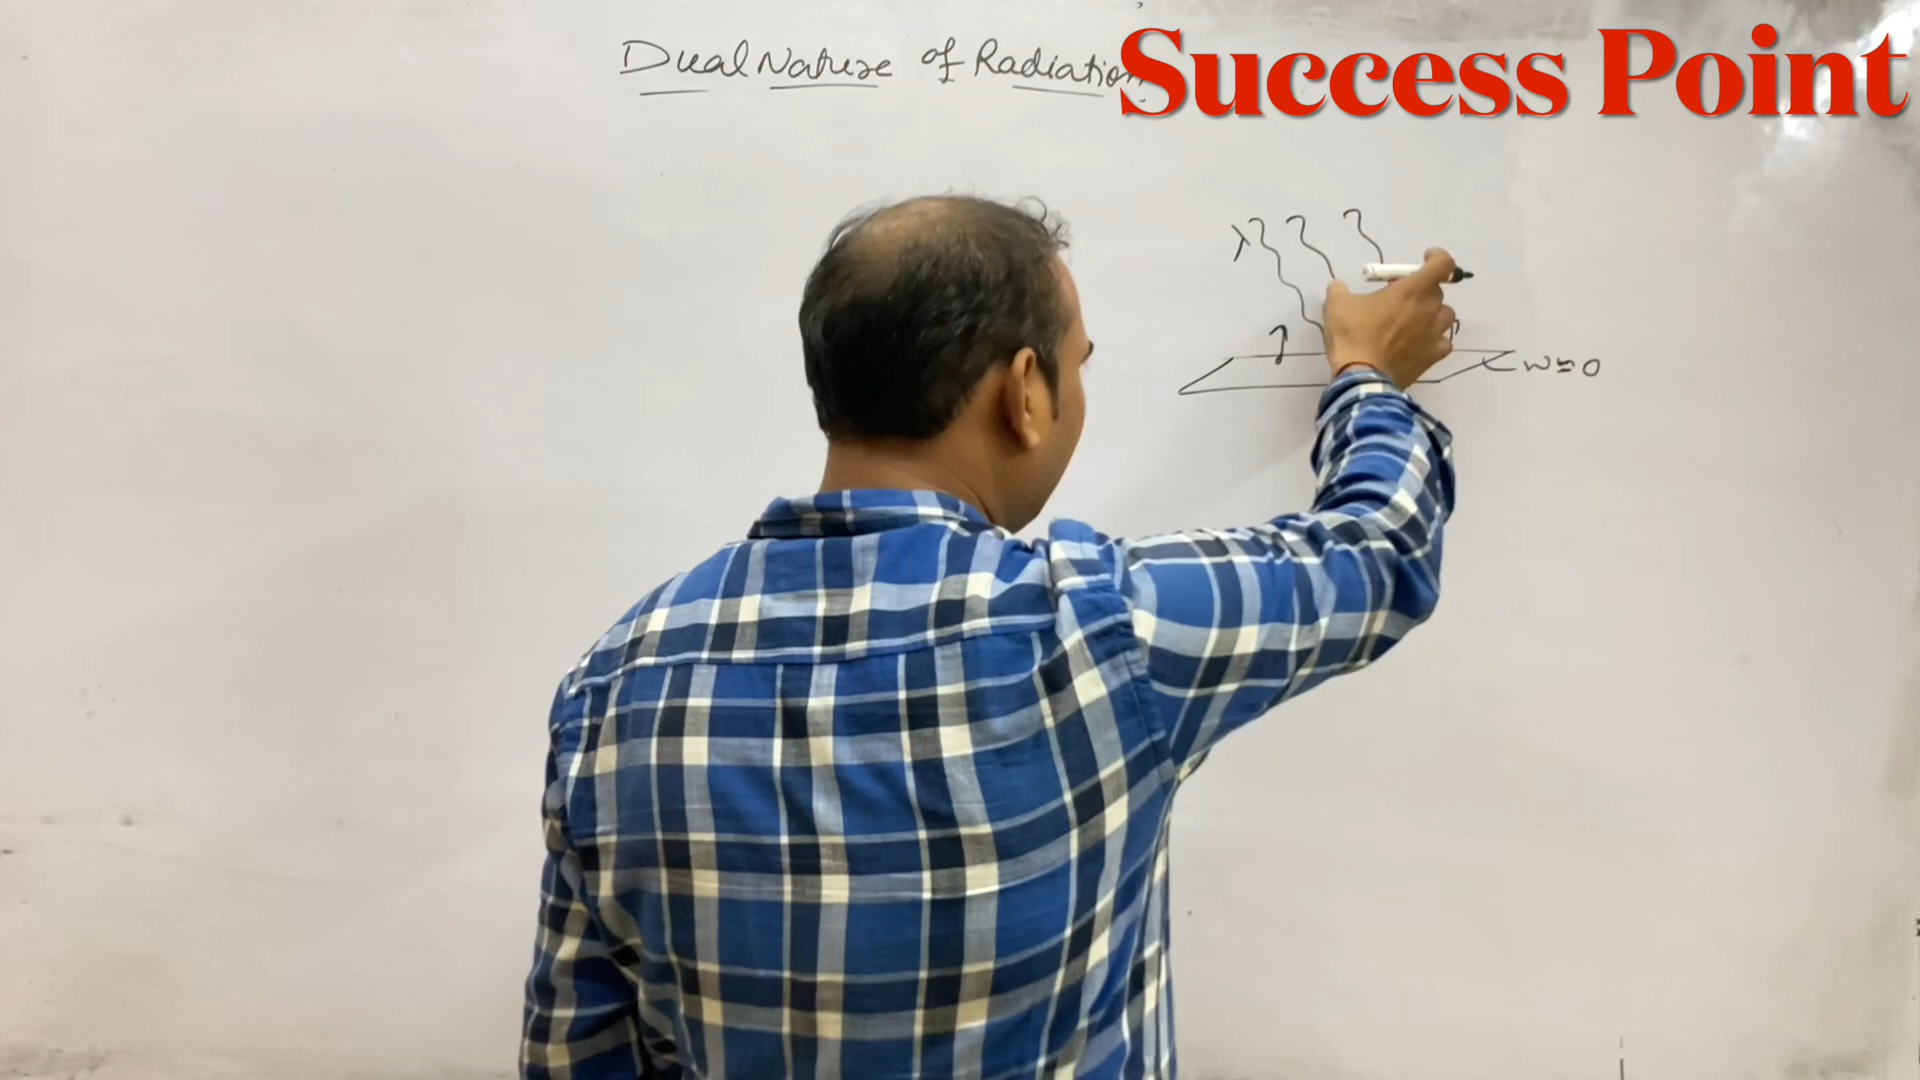 Dual Nature of Radiation
Success Point
λ
w ≈ 0